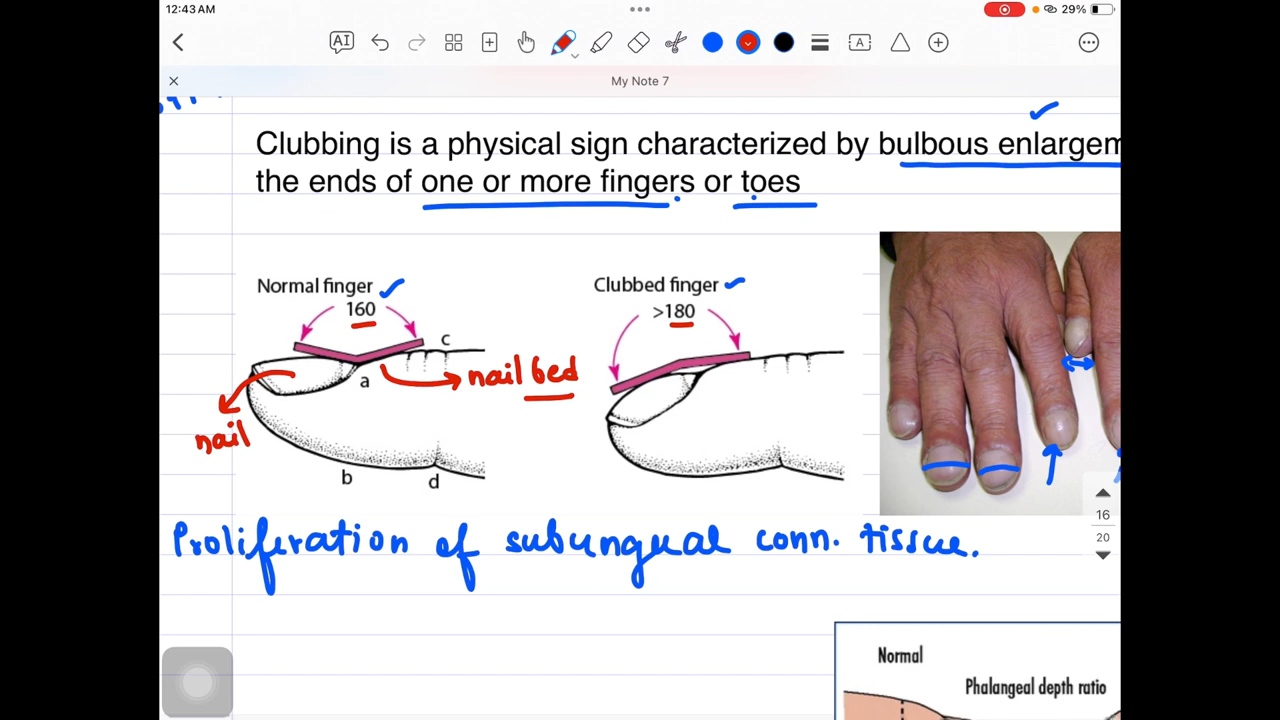 12:43AM
29%
AI
A
My Note 7
Clubbing is a physical sign characterized by bulbous enlargem
the ends of one or more fingers or toes
Normal finger
160
c
a
nail bed
nail
b
d
Clubbed finger
>180
16
20
Proliferation of subungual conn. tissue.
Normal
Phalangeal depth ratio